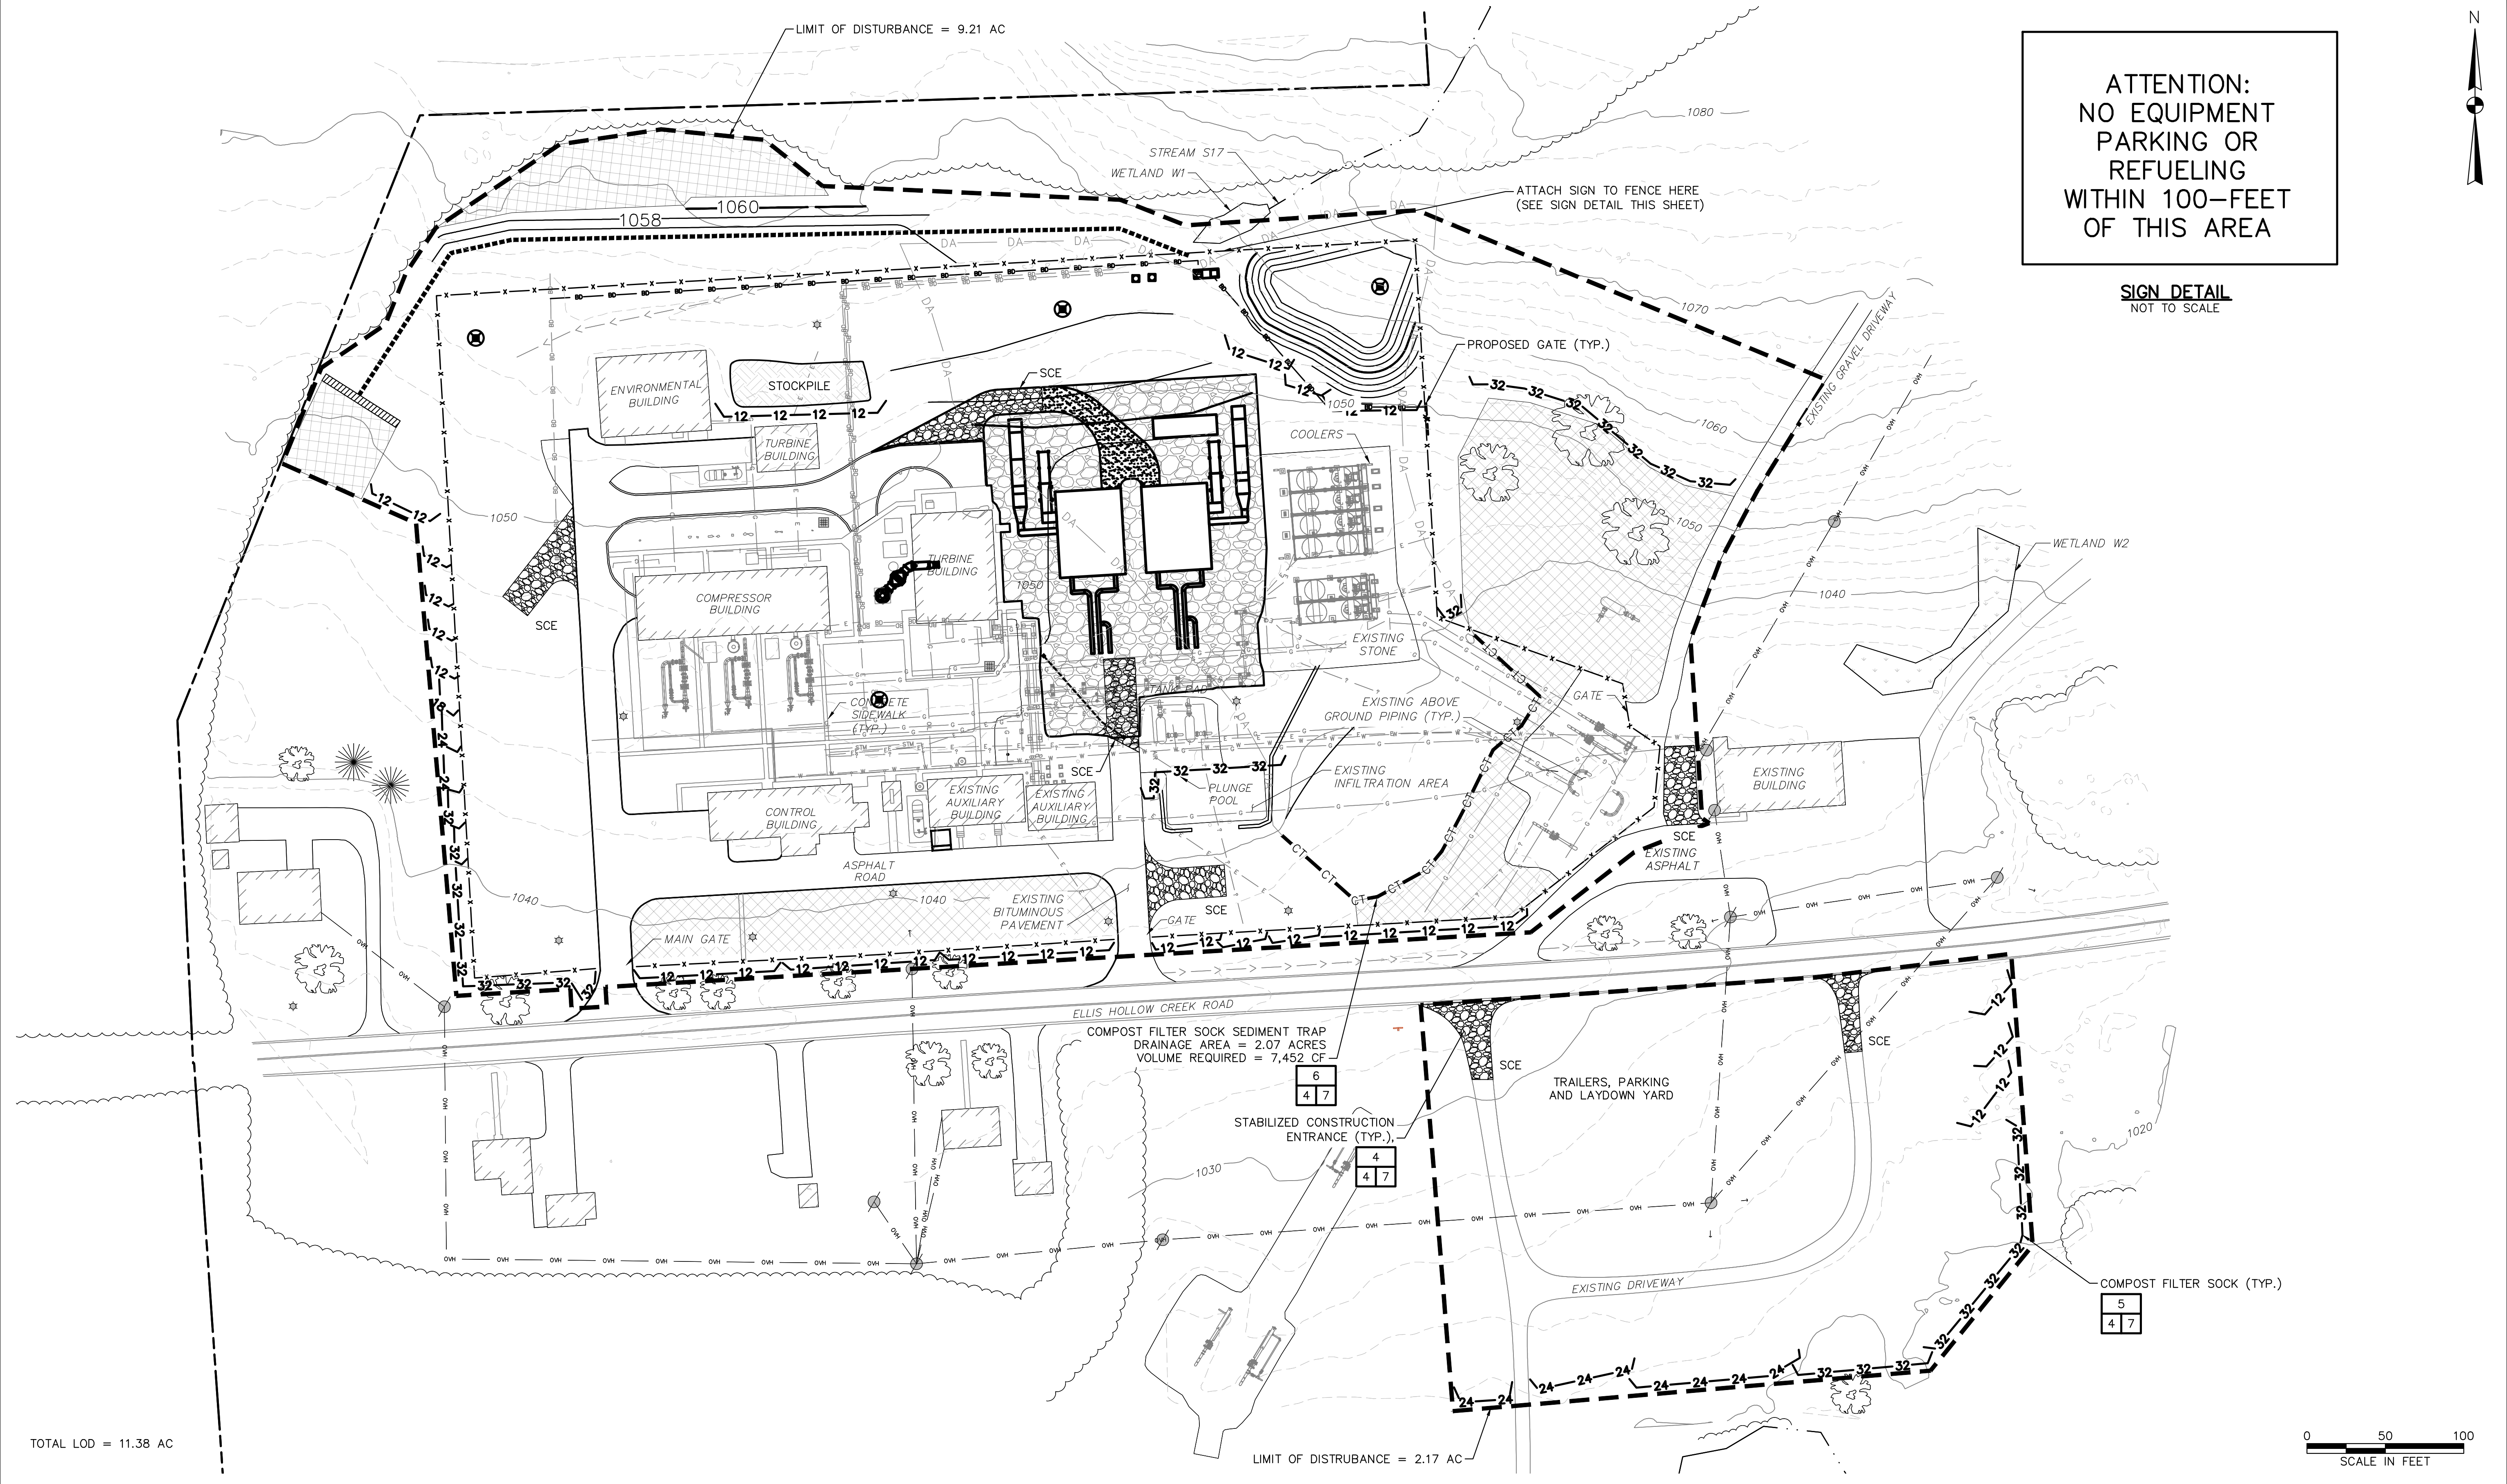 LIMIT OF DISTURBANCE = 9.21 AC
N
ATTENTION:
NO EQUIPMENT
PARKING OR
REFUELING
WITHIN 100-FEET
OF THIS AREA
SIGN DETAIL
NOT TO SCALE
1080
STREAM S17
WETLAND W1
ATTACH SIGN TO FENCE HERE
(SEE SIGN DETAIL THIS SHEET)
1060
1058
1070
EXISTING GRAVEL DRIVEWAY
PROPOSED GATE (TYP.)
ENVIRONMENTAL
BUILDING
STOCKPILE
SCE
1050
1060
COOLERS
TURBINE
BUILDING
1050
1050
WETLAND W2
TURBINE
BUILDING
1050
1040
COMPRESSOR
BUILDING
SCE
EXISTING
STONE
TANK PAD
GATE
CONCRETE
SIDEWALK
(TYP.)
EXISTING ABOVE
GROUND PIPING (TYP.)
SCE
EXISTING
INFILTRATION AREA
PLUNGE
POOL
EXISTING
BUILDING
EXISTING
AUXILIARY
BUILDING
EXISTING
AUXILIARY
BUILDING
CONTROL
BUILDING
SCE
EXISTING
ASPHALT
ASPHALT
ROAD
1040
1040
EXISTING
BITUMINOUS
PAVEMENT
SCE
GATE
MAIN GATE
ELLIS HOLLOW CREEK ROAD
COMPOST FILTER SOCK SEDIMENT TRAP
DRAINAGE AREA = 2.07 ACRES
VOLUME REQUIRED = 7,452 CF
6
4 7
SCE
SCE
TRAILERS, PARKING
AND LAYDOWN YARD
STABILIZED CONSTRUCTION
ENTRANCE (TYP.),
4
4 7
1030
1020
EXISTING DRIVEWAY
COMPOST FILTER SOCK (TYP.)
5
4 7
TOTAL LOD = 11.38 AC
LIMIT OF DISTRUBANCE = 2.17 AC
0 50 100
SCALE IN FEET